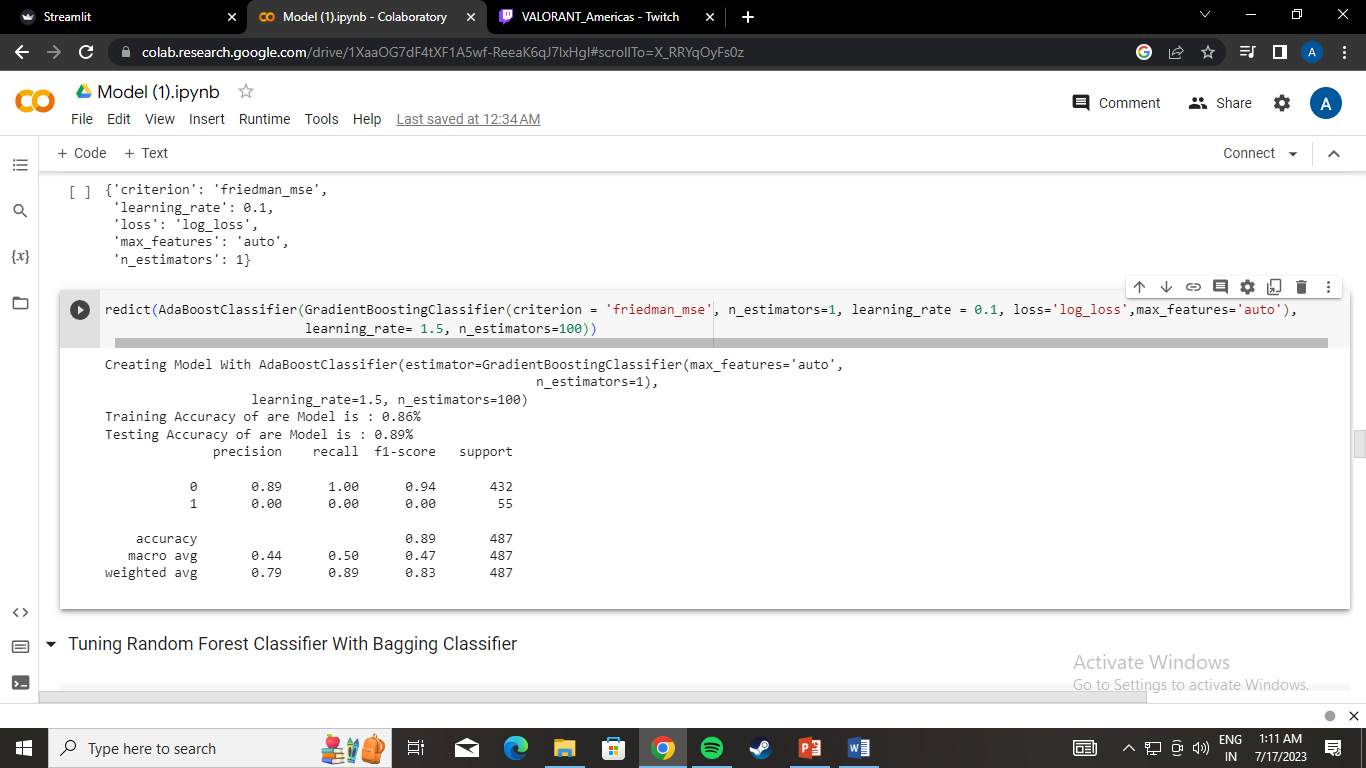 Streamlit
Model (1).ipynb - Colaboratory
VALORANT_Americas - Twitch
colab.research.google.com/drive/1XaaOG7dF4tXF1A5wf-ReeaK6qJ7lxHgl#scrollTo=X_RRYqOyFs0z
A
Model (1).ipynb
Comment
Share
A
File Edit View Insert Runtime Tools Help Last saved at 12:34 AM
+ Code + Text
Connect
[ ] {'criterion': 'friedman_mse',
'learning_rate': 0.1,
'loss': 'log_loss',
'max_features': 'auto',
'n_estimators': 1}
{x}
redict(AdaBoostClassifier(GradientBoostingClassifier(criterion = 'friedman_mse', n_estimators=1, learning_rate = 0.1, loss='log_loss',max_features='auto'),
learning_rate= 1.5, n_estimators=100))
Creating Model With AdaBoostClassifier(estimator=GradientBoostingClassifier(max_features='auto',
n_estimators=1),
learning_rate=1.5, n_estimators=100)
Training Accuracy of are Model is : 0.86%
Testing Accuracy of are Model is : 0.89%
precision recall f1-score support
0 0.89 1.00 0.94 432
1 0.00 0.00 0.00 55
accuracy 0.89 487
macro avg 0.44 0.50 0.47 487
weighted avg 0.79 0.89 0.83 487
Tuning Random Forest Classifier With Bagging Classifier
Activate Windows
Go to Settings to activate Windows.
Type here to search
ENG
IN
1:11 AM
7/17/2023